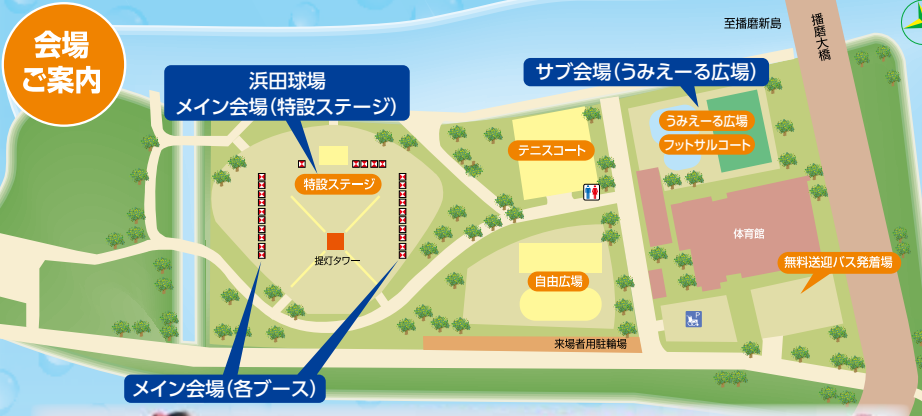 会場
ご案内
至播磨新島
播磨大橋
浜田球場
メイン会場（特設ステージ）
サブ会場（うみえーる広場）
うみえーる広場
フットサルコート
テニスコート
特設ステージ
体育館
提灯タワー
無料送迎バス発着場
自由広場
来場者用駐輪場
メイン会場（各ブース）